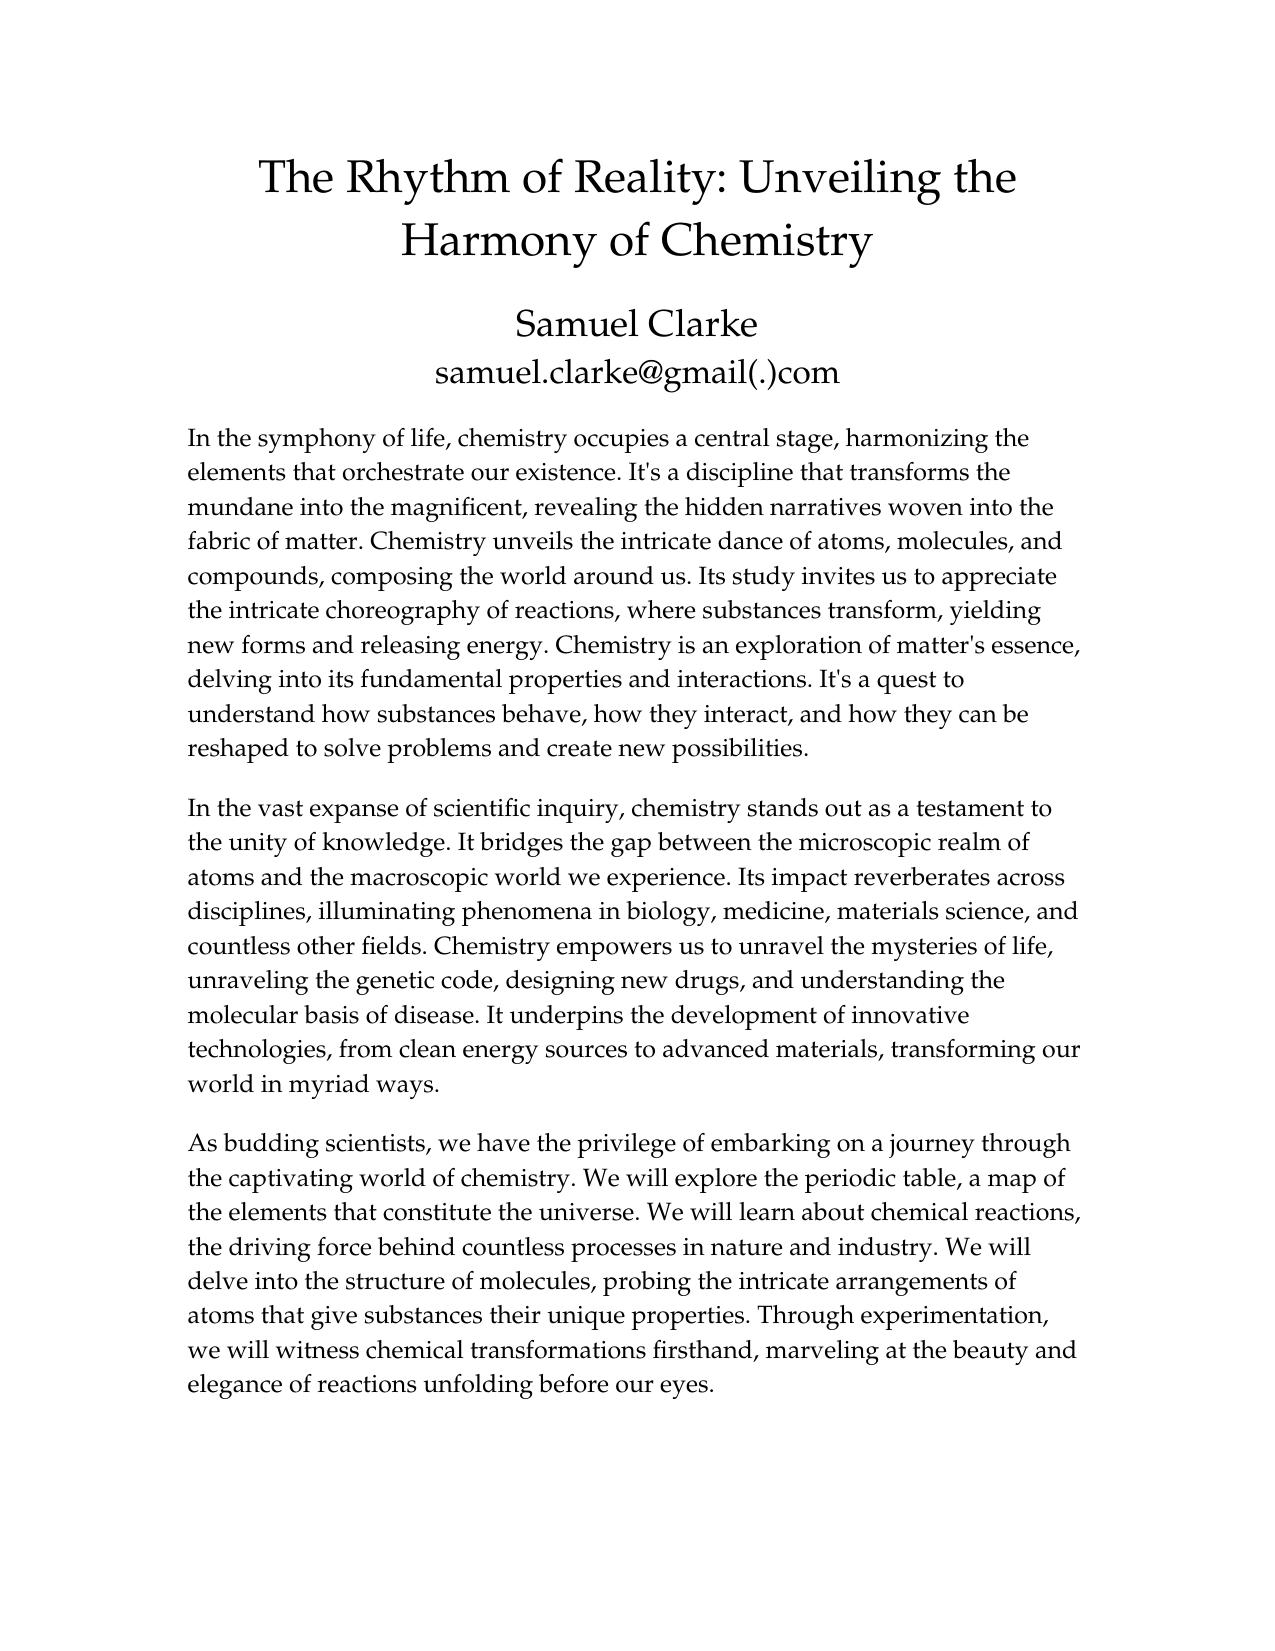 The Rhythm of Reality: Unveiling the
Harmony of Chemistry
Samuel Clarke
samuel.clarke@gmail(.)com
In the symphony of life, chemistry occupies a central stage, harmonizing the
elements that orchestrate our existence. It's a discipline that transforms the
mundane into the magnificent, revealing the hidden narratives woven into the
fabric of matter. Chemistry unveils the intricate dance of atoms, molecules, and
compounds, composing the world around us. Its study invites us to appreciate
the intricate choreography of reactions, where substances transform, yielding
new forms and releasing energy. Chemistry is an exploration of matter's essence,
delving into its fundamental properties and interactions. It's a quest to
understand how substances behave, how they interact, and how they can be
reshaped to solve problems and create new possibilities.
In the vast expanse of scientific inquiry, chemistry stands out as a testament to
the unity of knowledge. It bridges the gap between the microscopic realm of
atoms and the macroscopic world we experience. Its impact reverberates across
disciplines, illuminating phenomena in biology, medicine, materials science, and
countless other fields. Chemistry empowers us to unravel the mysteries of life,
unraveling the genetic code, designing new drugs, and understanding the
molecular basis of disease. It underpins the development of innovative
technologies, from clean energy sources to advanced materials, transforming our
world in myriad ways.
As budding scientists, we have the privilege of embarking on a journey through
the captivating world of chemistry. We will explore the periodic table, a map of
the elements that constitute the universe. We will learn about chemical reactions,
the driving force behind countless processes in nature and industry. We will
delve into the structure of molecules, probing the intricate arrangements of
atoms that give substances their unique properties. Through experimentation,
we will witness chemical transformations firsthand, marveling at the beauty and
elegance of reactions unfolding before our eyes.